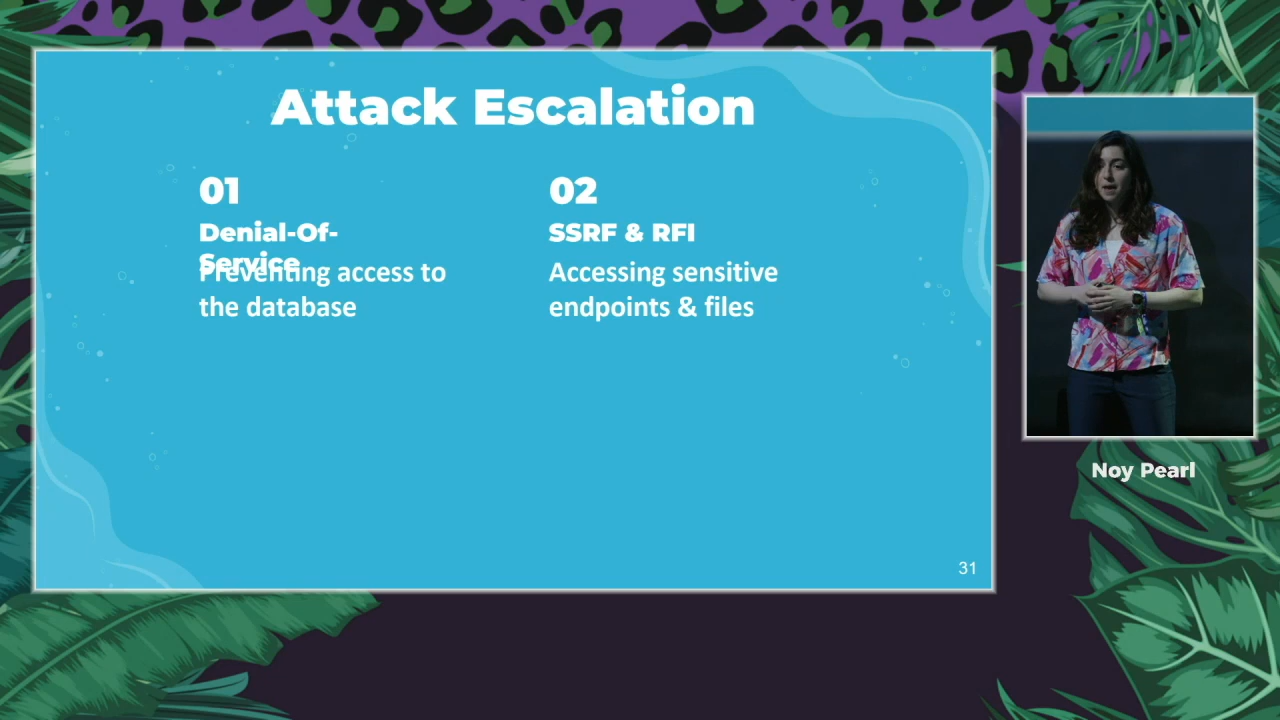 Attack Escalation
01
Denial-Of-
Service
Preventing access to
the database
02
SSRF & RFI
Accessing sensitive
endpoints & files
31
Noy Pearl